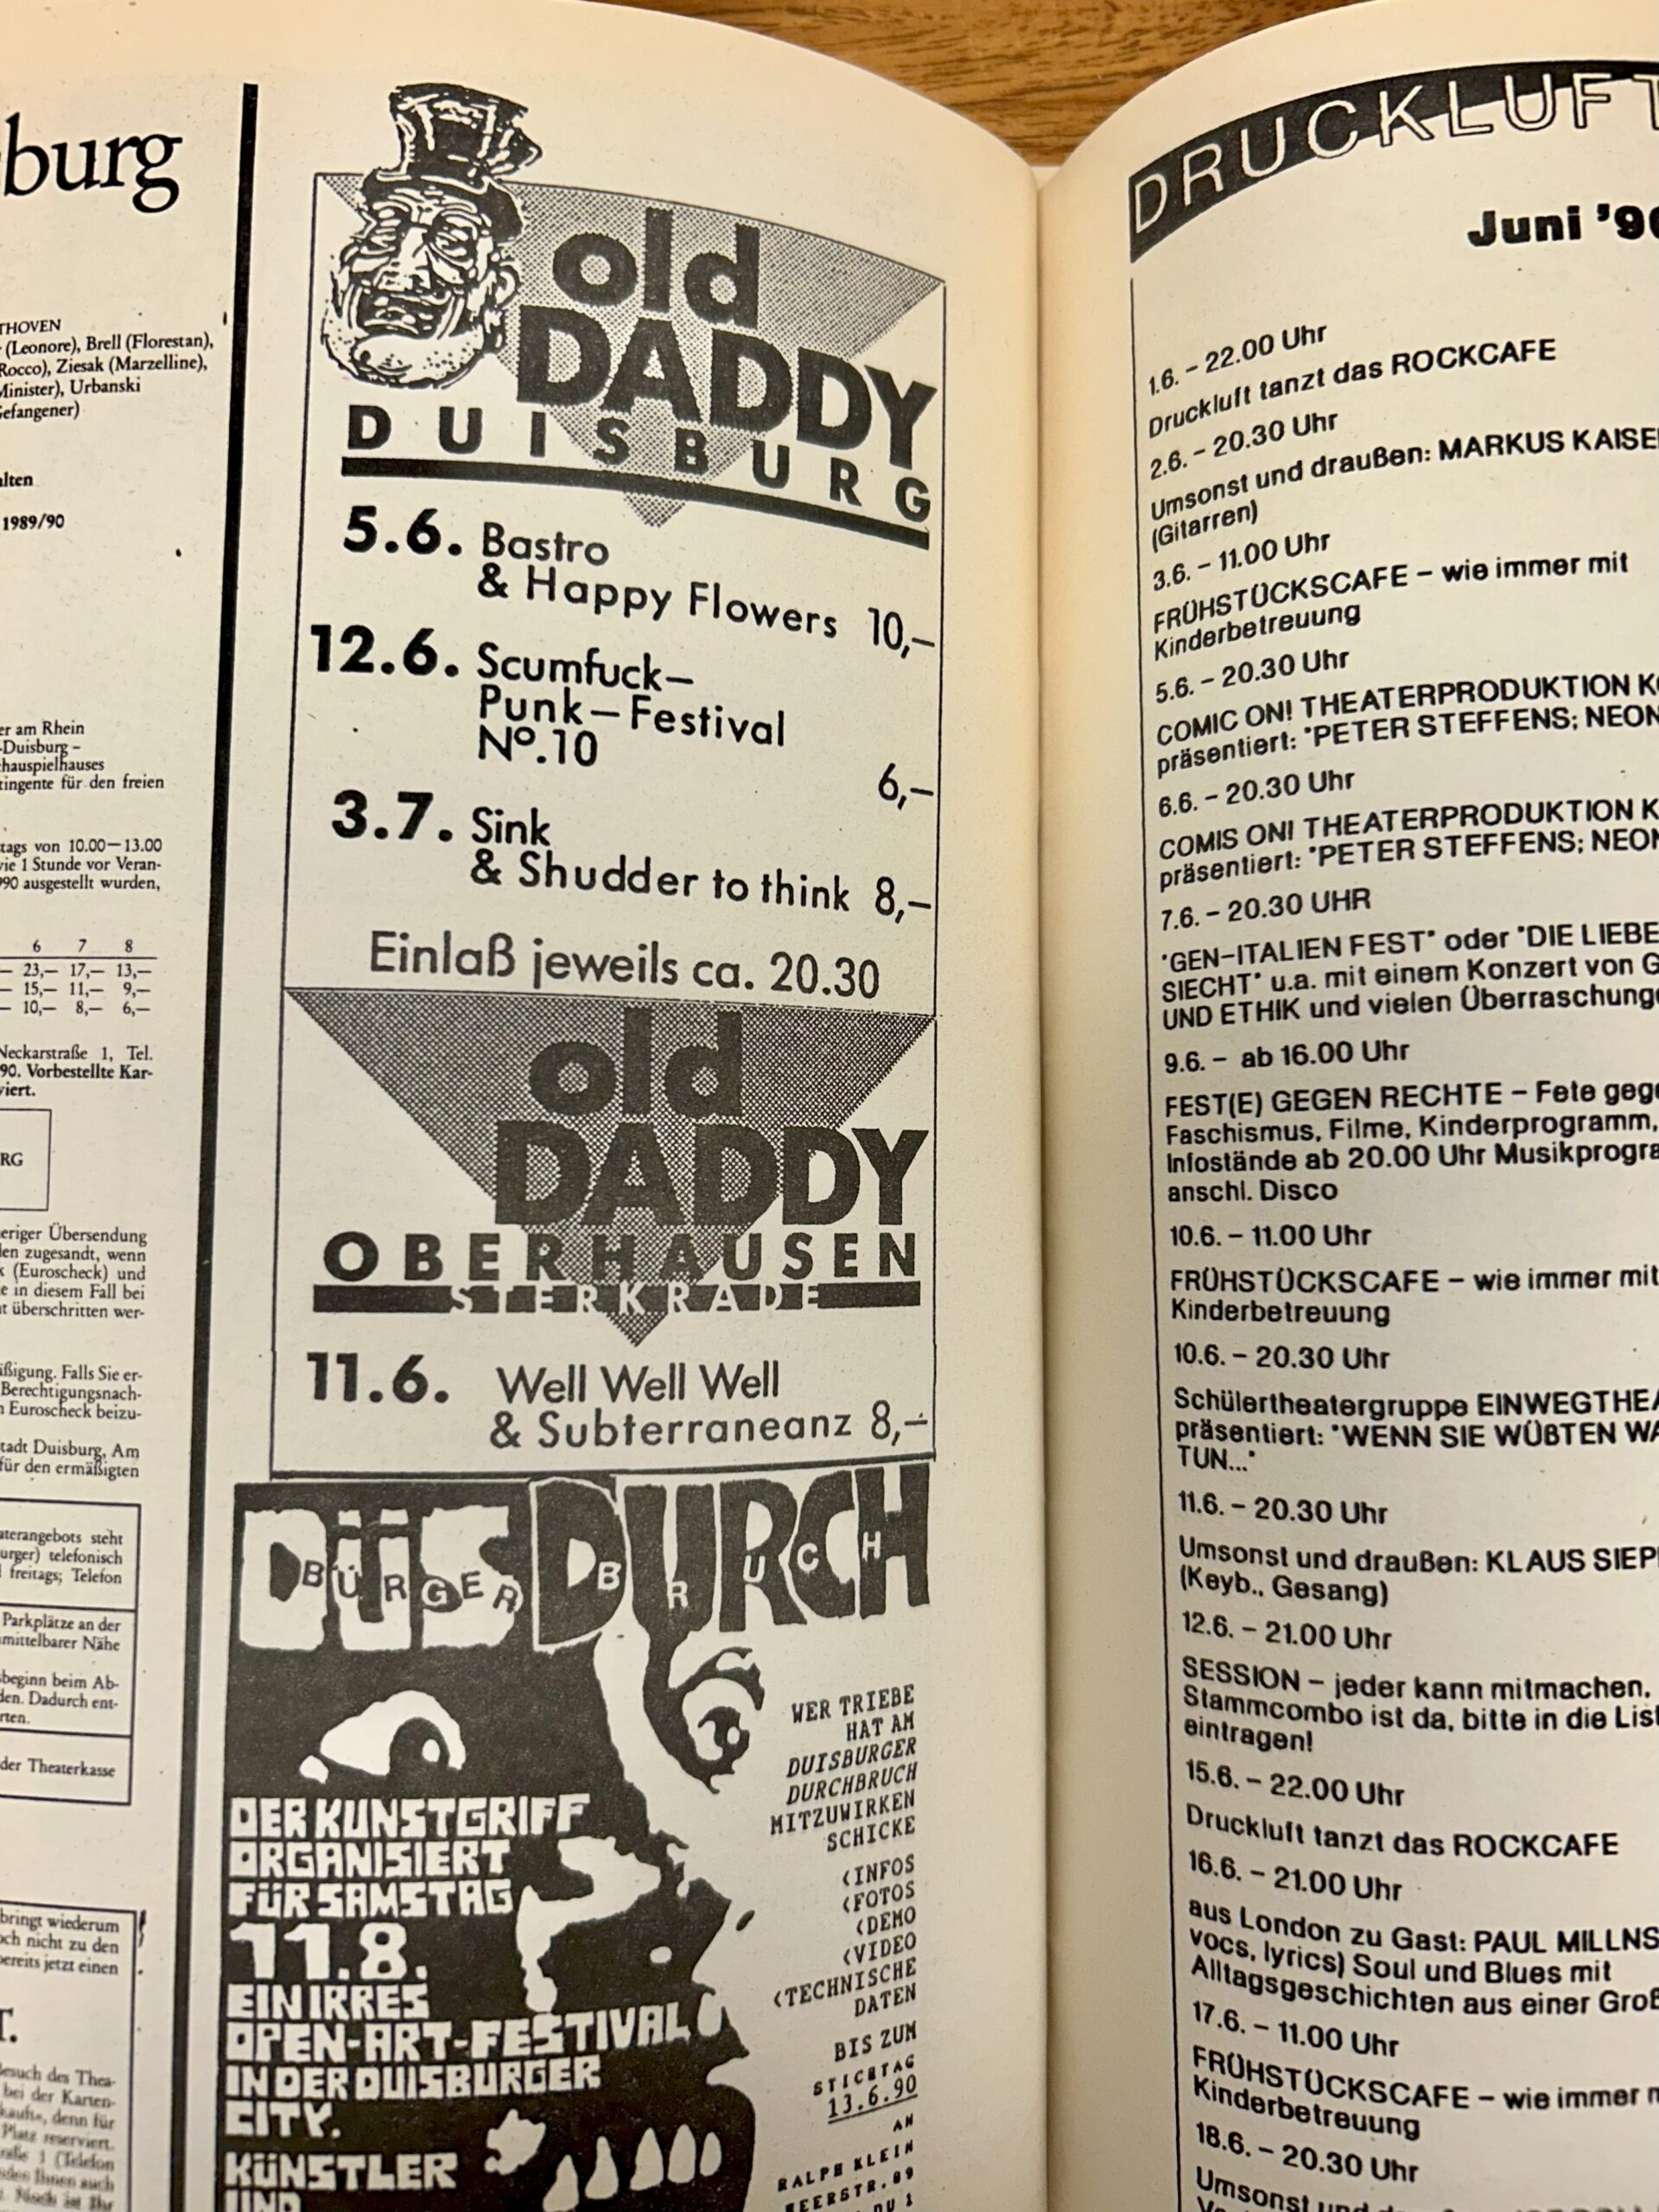 THOVEN
(Leonore), Brell (Florestan),
Rocco), Ziesak (Marzelline),
Minister), Urbanski
Gefangener)
1989/90
er am Rhein
-Duisburg –
hauspielhauses
für den freien
tags von 10.00—13.00
vie 1 Stunde vor Veran-
990 ausgestellt wurden,
6 7 8
— 23,— 17,— 13,—
— 15,— 11,— 9,—
— 10,— 8,— 6,—
Neckarstraße 1, Tel.
90. Vorbestellte Kar-
RG
eriger Übersendung
len zugesandt, wenn
(Euroscheck) und
e in diesem Fall bei
überschritten wer-
ßigung. Falls Sie er-
Berechtigungsnach-
Euroscheck beizu-
tadt Duisburg, Am
für den ermäßigten
aterangebots steht
urger) telefonisch
freitags; Telefon
Parkplätze an der
mittelbarer Nähe
sbeginn beim Ab-
den. Dadurch ent-
rten.
der Theaterkasse
bringt wiederum
och nicht zu den
bereits jetzt einen
old
DADDY
DUISBURG
5.6. Bastro
& Happy Flowers 10,–
12.6. Scumfuck–
Punk–Festival
Nº.10
6,–
3.7. Sink
& Shudder to think 8,–
Einlaß jeweils ca. 20.30
old
DADDY
OBERHAUSEN
STERKRADE
11.6. Well Well Well
& Subterraneanz 8,–
DÜSDURCH
BÜRGER BRUCH
DER KUNSTGRIFF
ORGANISIERT
FÜR SAMSTAG
11.8.
EIN IRRES
OPEN-ART-FESTIVAL
IN DER DUISBURGER
CITY.
KÜNSTLER
UND
WER TRIEBE
HAT AM
DUISBURGER
DURCHBRUCH
MITZUWIRKEN
SCHICKE
<INFOS
<FOTOS
<DEMO
<VIDEO
<TECHNISCHE
DATEN
BIS ZUM
STICHTAG
13.6.90
AN
RALPH KLEIN
DU 1
DRUCKLUFT
Juni '90
1.6. – 22.00 Uhr
Druckluft tanzt das ROCKCAFE
2.6. – 20.30 Uhr
Umsonst und draußen: MARKUS KAISE
(Gitarren)
3.6. – 11.00 Uhr
FRÜHSTÜCKSCAFE – wie immer mit
Kinderbetreuung
5.6. – 20.30 Uhr
COMIC ON! THEATERPRODUKTION K
präsentiert: "PETER STEFFENS; NEON
6.6. – 20.30 Uhr
COMIS ON! THEATERPRODUKTION K
präsentiert: "PETER STEFFENS; NEON
7.6. – 20.30 UHR
"GEN-ITALIEN FEST" oder "DIE LIEBE
SIECHT" u.a. mit einem Konzert von G
UND ETHIK und vielen Überraschunge
9.6. – ab 16.00 Uhr
FEST(E) GEGEN RECHTE – Fete gege
Faschismus, Filme, Kinderprogramm,
Infostände ab 20.00 Uhr Musikprogra
anschl. Disco
10.6. – 11.00 Uhr
FRÜHSTÜCKSCAFE – wie immer mit
Kinderbetreuung
10.6. – 20.30 Uhr
Schülertheatergruppe EINWEGTHEA
präsentiert: "WENN SIE WÜßTEN WA
TUN..."
11.6. – 20.30 Uhr
Umsonst und draußen: KLAUS SIEP
(Keyb., Gesang)
12.6. – 21.00 Uhr
SESSION – jeder kann mitmachen.
Stammcombo ist da, bitte in die List
eintragen!
15.6. – 22.00 Uhr
Druckluft tanzt das ROCKCAFE
16.6. – 21.00 Uhr
aus London zu Gast: PAUL MILLNS
vocs, lyrics) Soul und Blues mit
Alltagsgeschichten aus einer Groß
17.6. – 11.00 Uhr
FRÜHSTÜCKSCAFE – wie immer m
Kinderbetreuung
18.6. – 20.30 Uhr
Umsonst und